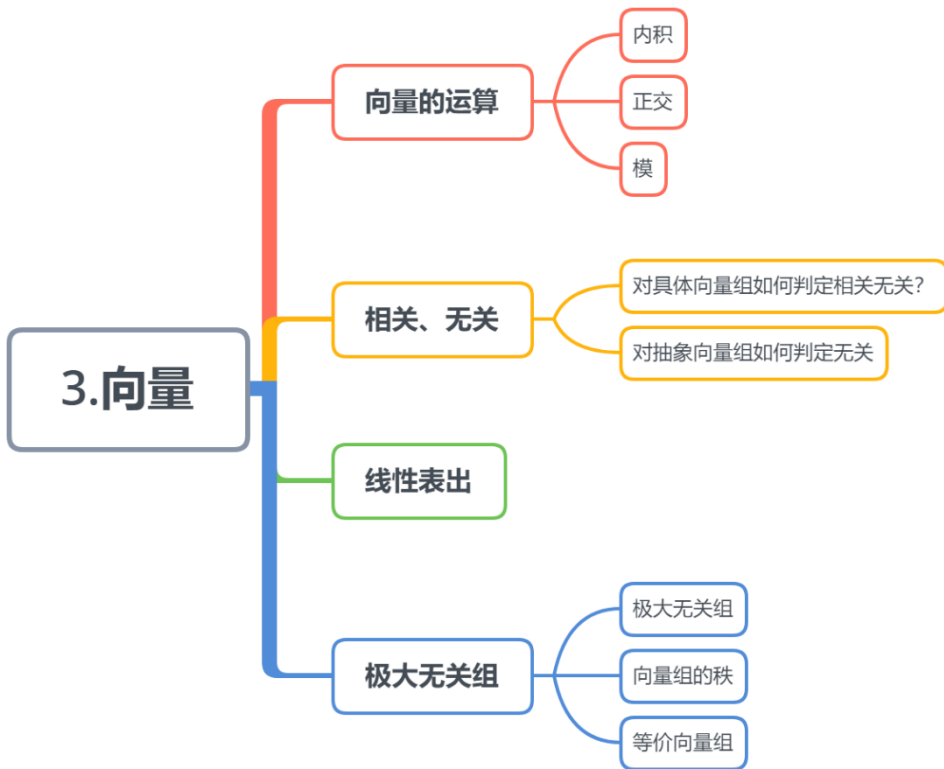 3.向量
向量的运算
内积
正交
模
相关、无关
对具体向量组如何判定相关无关？
对抽象向量组如何判定无关
线性表出
极大无关组
极大无关组
向量组的秩
等价向量组